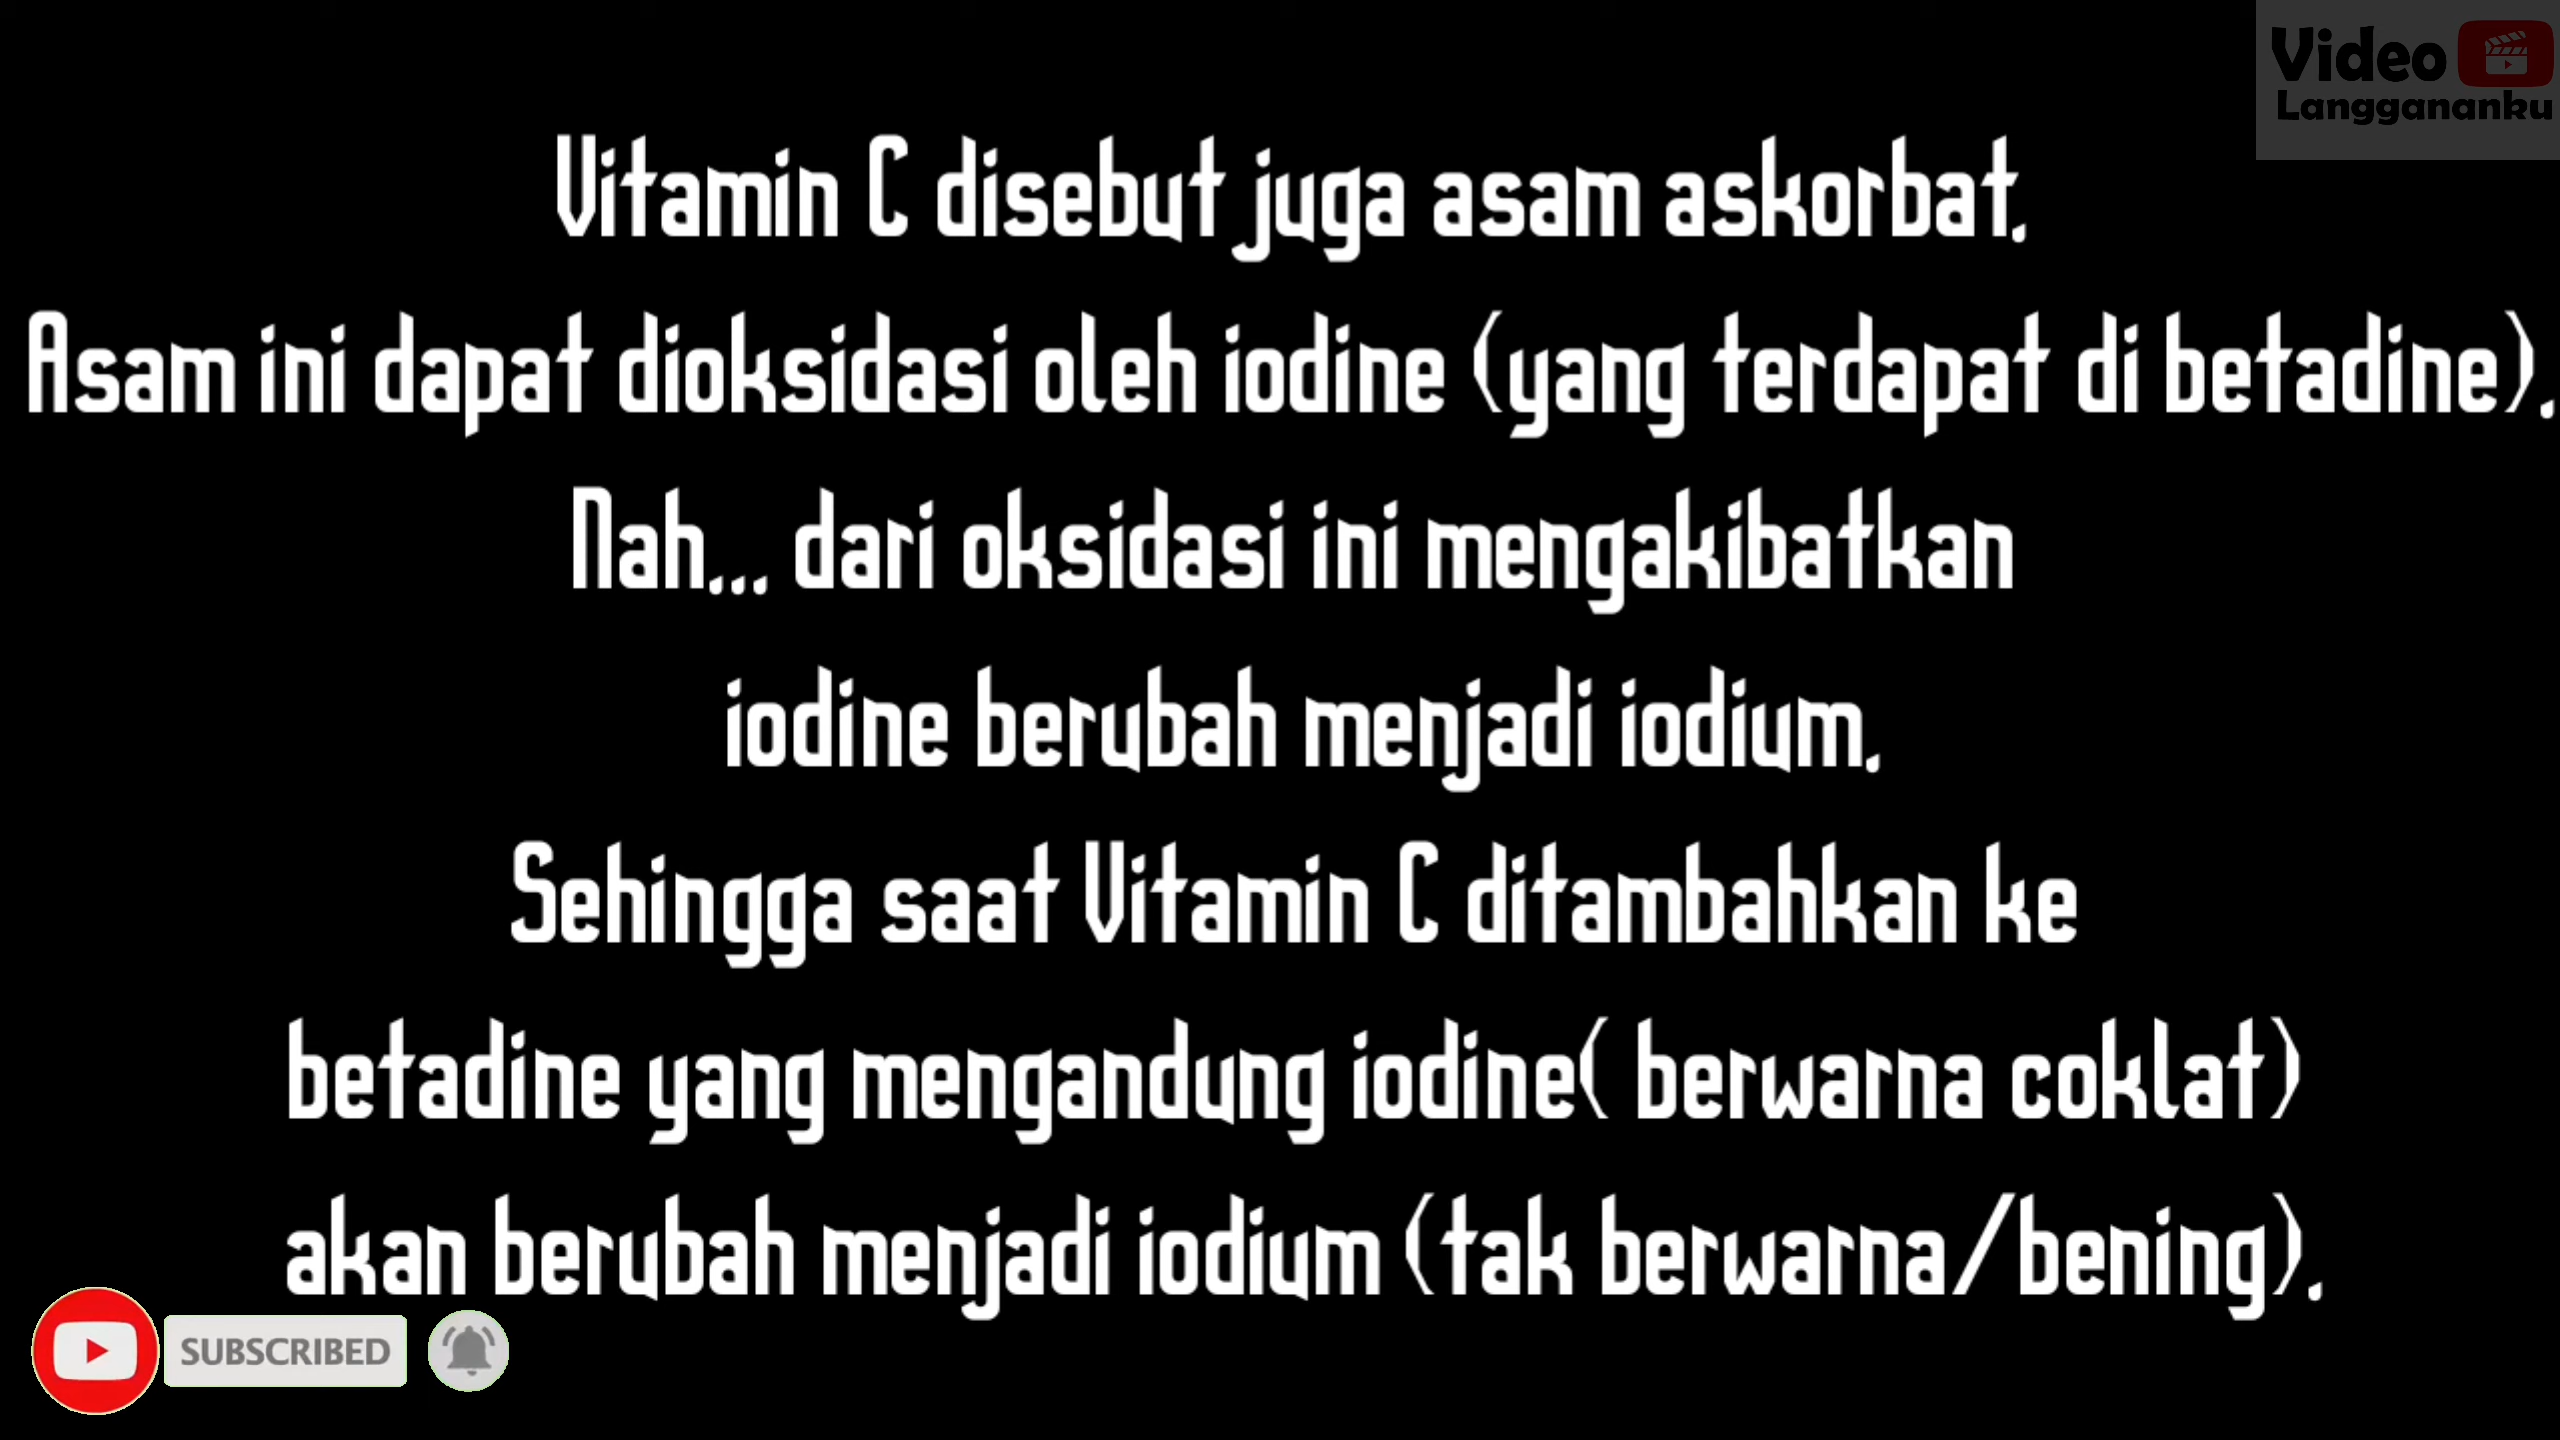 Video
Langgananku
Vitamin C disebut juga asam askorbat.
Asam ini dapat dioksidasi oleh iodine (yang terdapat di betadine).
Nah... dari oksidasi ini mengakibatkan
iodine berubah menjadi iodium.
Sehingga saat Vitamin C ditambahkan ke
betadine yang mengandung iodine( berwarna coklat)
akan berubah menjadi iodium (tak berwarna/bening).
SUBSCRIBED